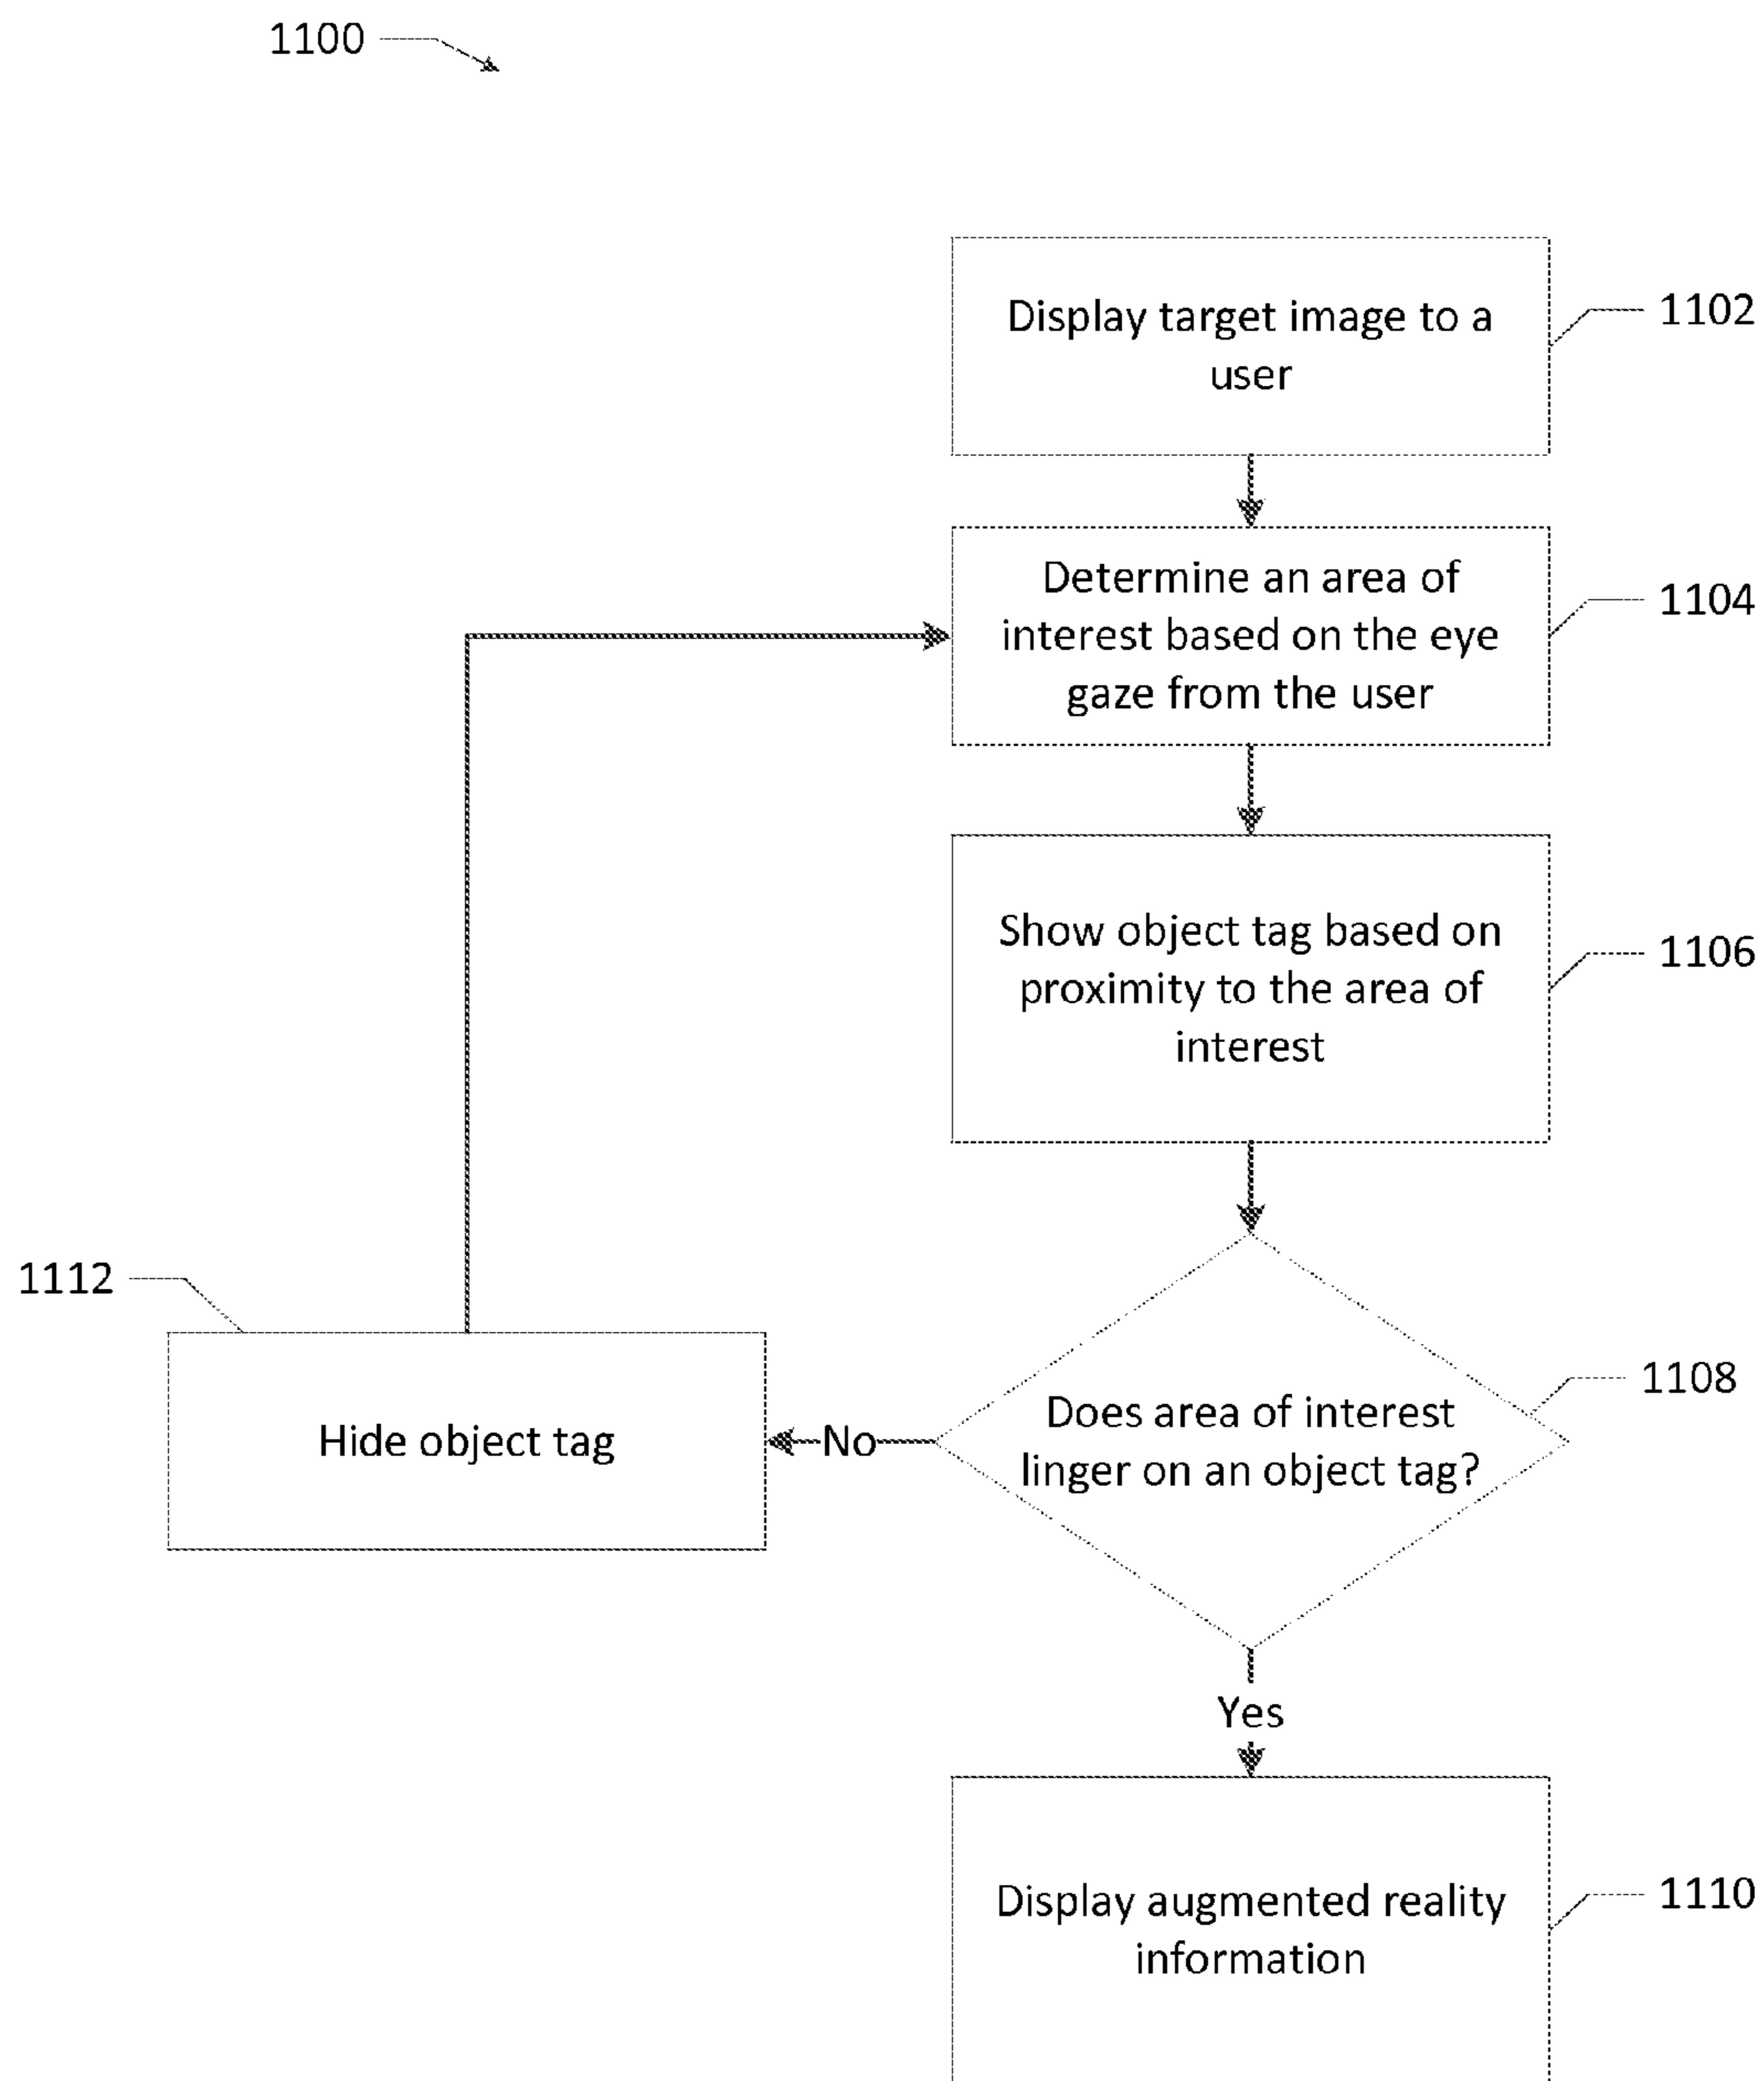 1100
Display target image to a
user
1102
Determine an area of
interest based on the eye
gaze from the user
1104
Show object tag based on
proximity to the area of
interest
1106
1112
Hide object tag
No
Does area of interest
linger on an object tag?
1108
Yes
Display augmented reality
information
1110